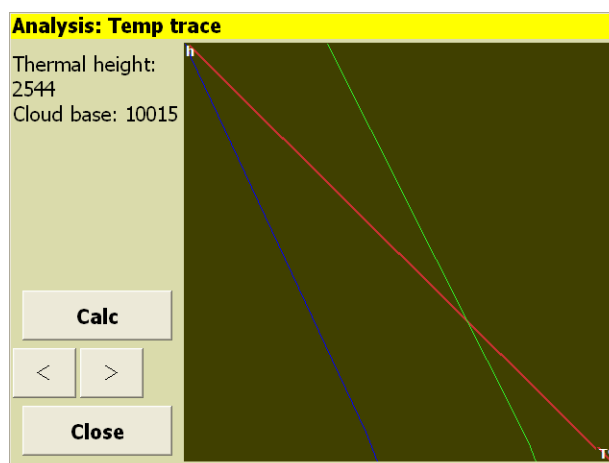 Analysis: Temp trace
Thermal height:
2544
Cloud base: 10015
h
Calc
< >
Close
T